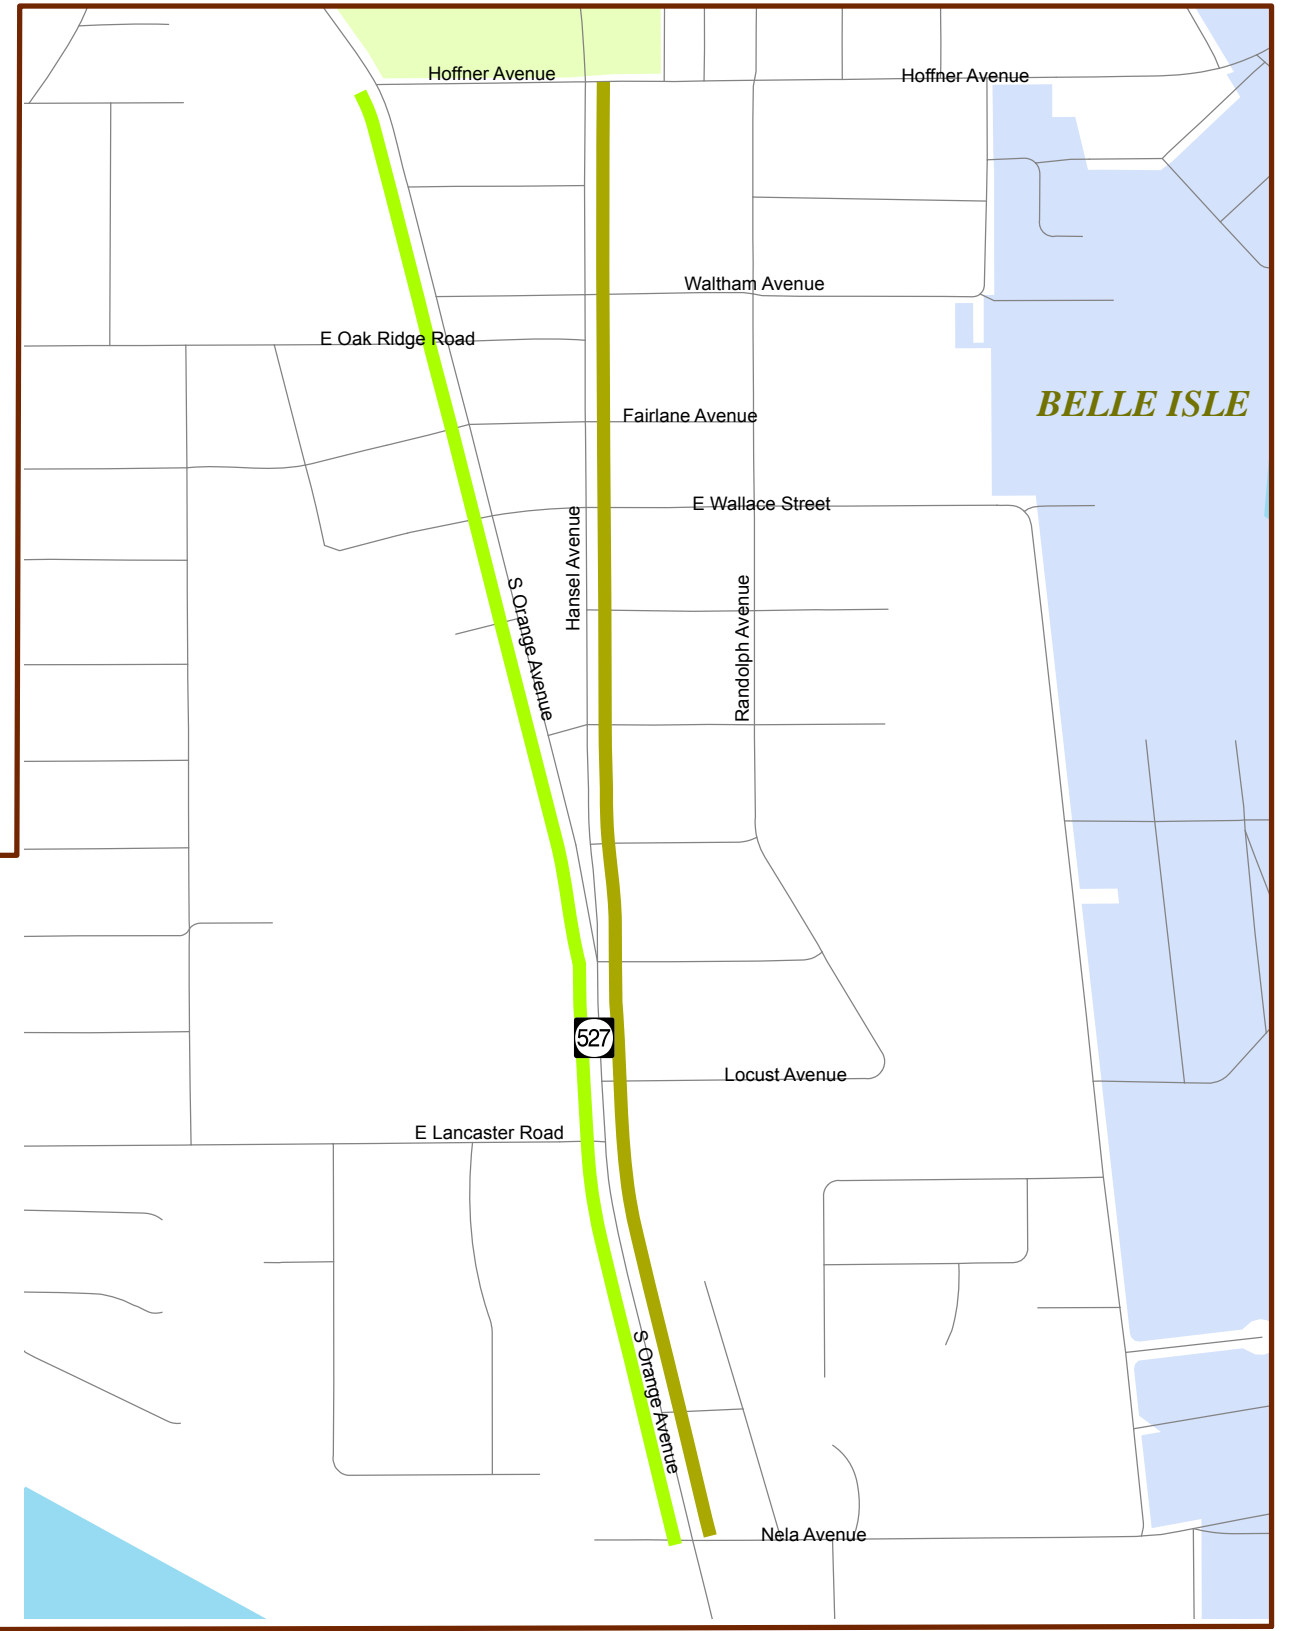 Hoffner Avenue
Hoffner Avenue
Waltham Avenue
E Oak Ridge Road
BELLE ISLE
Fairlane Avenue
E Wallace Street
Hansel Avenue
S Orange Avenue
Randolph Avenue
527
Locust Avenue
E Lancaster Road
S Orange Avenue
Nela Avenue